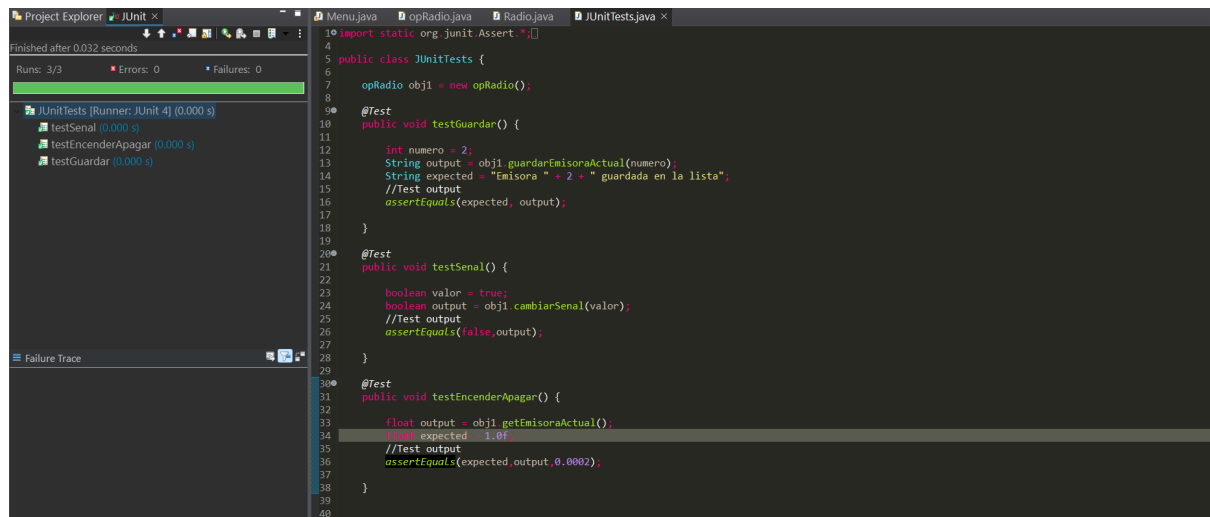 Project Explorer JUnit ×
Finished after 0.032 seconds
Runs: 3/3 Errors: 0 Failures: 0
JUnitTests [Runner: JUnit 4] (0.000 s)
testSenal (0.000 s)
testEncenderApagar (0.000 s)
testGuardar (0.000 s)
Failure Trace
Menu.java opRadio.java Radio.java JUnitTests.java ×
1 import static org.junit.Assert.*;
4
5 public class JUnitTests {
6
7 opRadio obj1 = new opRadio();
8
9 @Test
10 public void testGuardar() {
11
12 int numero = 2;
13 String output = obj1.guardarEmisoraActual(numero);
14 String expected = "Emisora " + 2 + " guardada en la lista";
15 //Test output
16 assertEquals(expected, output);
17
18 }
19
20 @Test
21 public void testSenal() {
22
23 boolean valor = true;
24 boolean output = obj1.cambiarSenal(valor);
25 //Test output
26 assertEquals(false,output);
27
28 }
29
30 @Test
31 public void testEncenderApagar() {
32
33 float output = obj1.getEmisoraActual();
34 float expected = 1.0f;
35 //Test output
36 assertEquals(expected,output,0.0002);
37
38 }
39
40